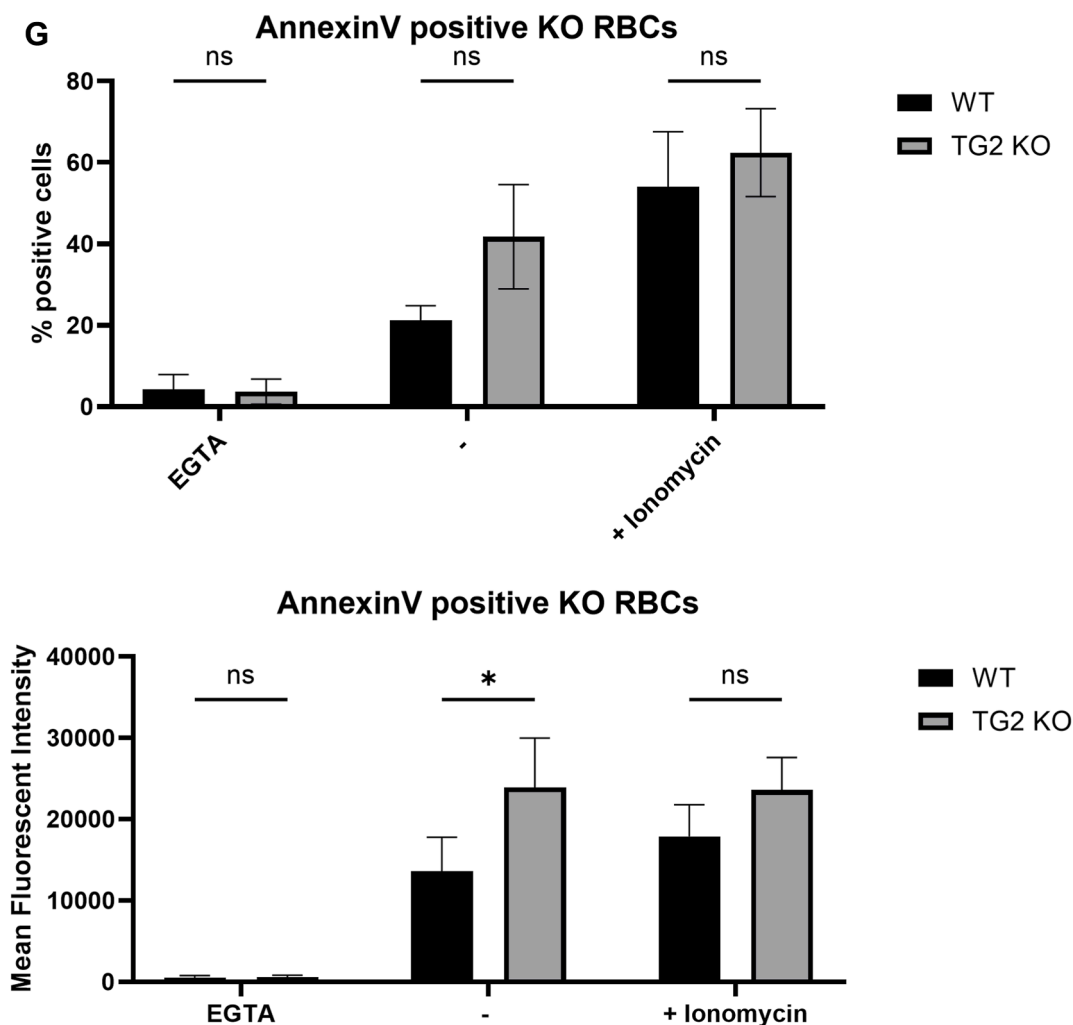 G
AnnexinV positive KO RBCs
ns
ns
ns
WT
TG2 KO
% positive cells
80
60
40
20
0
EGTA
-
+ Ionomycin
AnnexinV positive KO RBCs
ns
*
ns
WT
TG2 KO
Mean Fluorescent Intensity
40000
30000
20000
10000
0
EGTA
-
+ Ionomycin